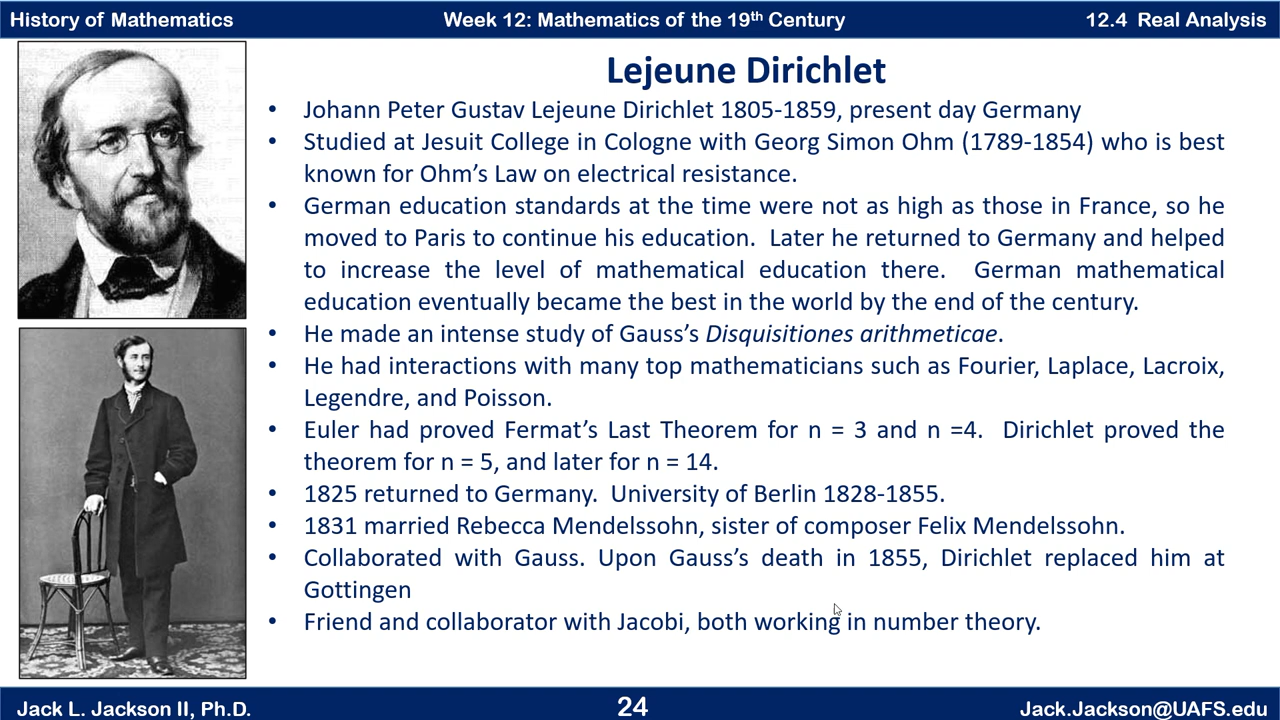 History of Mathematics
Week 12: Mathematics of the 19th Century
12.4 Real Analysis
Lejeune Dirichlet
• Johann Peter Gustav Lejeune Dirichlet 1805-1859, present day Germany
• Studied at Jesuit College in Cologne with Georg Simon Ohm (1789-1854) who is best
known for Ohm's Law on electrical resistance.
• German education standards at the time were not as high as those in France, so he
moved to Paris to continue his education. Later he returned to Germany and helped
to increase the level of mathematical education there. German mathematical
education eventually became the best in the world by the end of the century.
• He made an intense study of Gauss's Disquisitiones arithmeticae.
• He had interactions with many top mathematicians such as Fourier, Laplace, Lacroix,
Legendre, and Poisson.
• Euler had proved Fermat's Last Theorem for n = 3 and n =4. Dirichlet proved the
theorem for n = 5, and later for n = 14.
• 1825 returned to Germany. University of Berlin 1828-1855.
• 1831 married Rebecca Mendelssohn, sister of composer Felix Mendelssohn.
• Collaborated with Gauss. Upon Gauss's death in 1855, Dirichlet replaced him at
Gottingen
• Friend and collaborator with Jacobi, both working in number theory.
Jack L. Jackson II, Ph.D.
24
Jack.Jackson@UAFS.edu